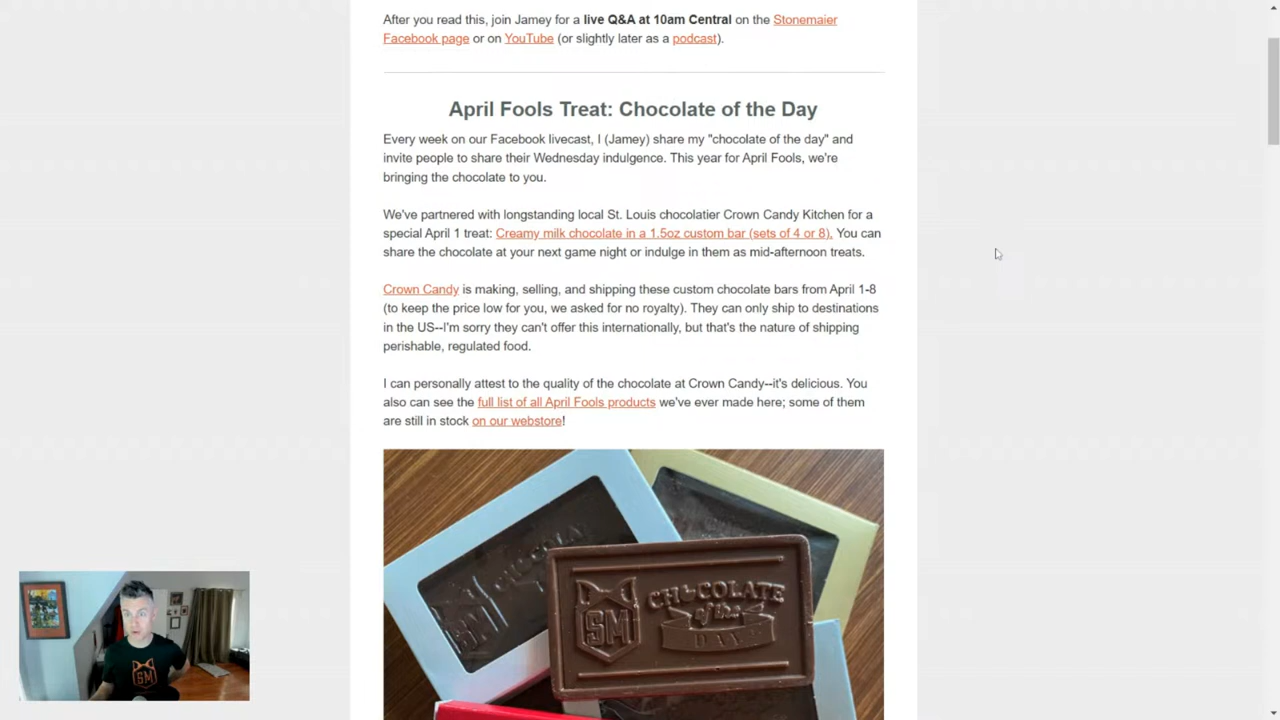 After you read this, join Jamey for a live Q&A at 10am Central on the Stonemaier
Facebook page or on YouTube (or slightly later as a podcast).
April Fools Treat: Chocolate of the Day
Every week on our Facebook livecast, I (Jamey) share my "chocolate of the day" and
invite people to share their Wednesday indulgence. This year for April Fools, we're
bringing the chocolate to you.
We've partnered with longstanding local St. Louis chocolatier Crown Candy Kitchen for a
special April 1 treat: Creamy milk chocolate in a 1.5oz custom bar (sets of 4 or 8). You can
share the chocolate at your next game night or indulge in them as mid-afternoon treats.
Crown Candy is making, selling, and shipping these custom chocolate bars from April 1-8
(to keep the price low for you, we asked for no royalty). They can only ship to destinations
in the US--I'm sorry they can't offer this internationally, but that's the nature of shipping
perishable, regulated food.
I can personally attest to the quality of the chocolate at Crown Candy--it's delicious. You
also can see the full list of all April Fools products we've ever made here; some of them
are still in stock on our webstore!
SM
CHOCOLATE
of the
DAY
SM